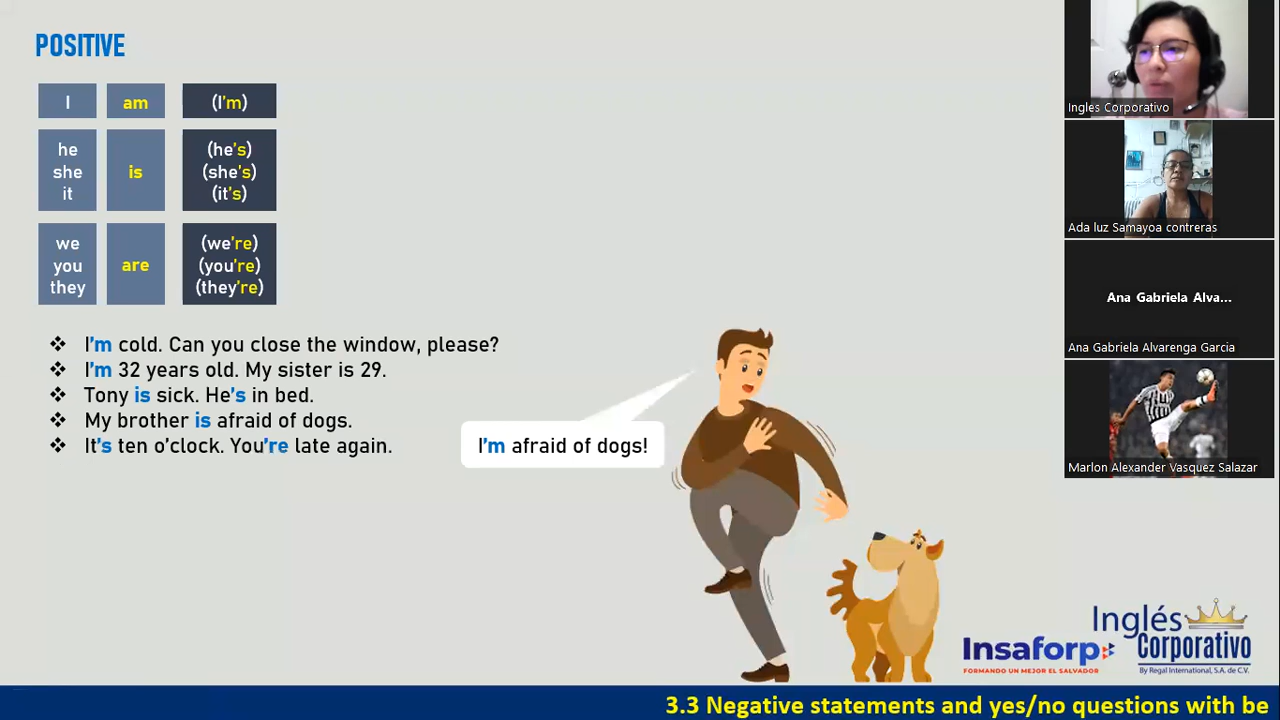 POSITIVE
I am (I'm)
he
she
it
is
(he's)
(she's)
(it's)
we
you
they
are
(we're)
(you're)
(they're)
❖ I'm cold. Can you close the window, please?
❖ I'm 32 years old. My sister is 29.
❖ Tony is sick. He's in bed.
❖ My brother is afraid of dogs.
❖ It's ten o'clock. You're late again.
I'm afraid of dogs!
Ingles Corporativo
Ada luz Samayoa contreras
Ana Gabriela Alva...
Ana Gabriela Alvarenga Garcia
Marlon Alexander Vasquez Salazar
Insaforp
FORMANDO UN MEJOR EL SALVADOR
Inglés
Corporativo
By Regal International, S.A. de C.V.
3.3 Negative statements and yes/no questions with be